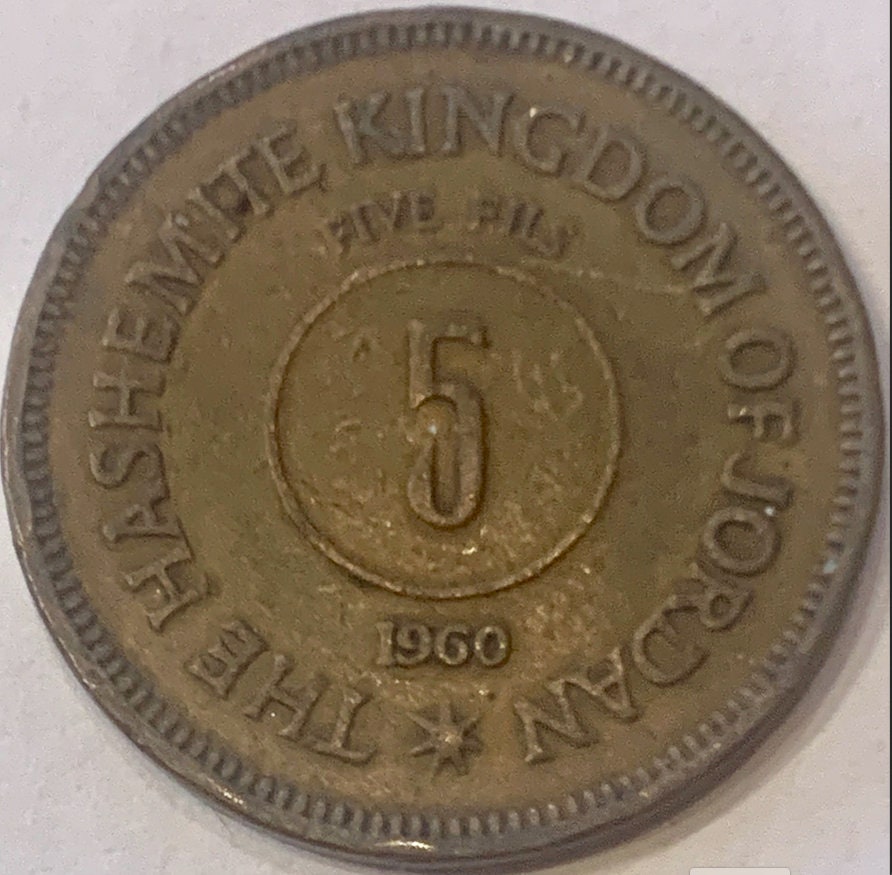 THE HASHEMITE KINGDOM OF JORDAN
FIVE FILS
5
1960